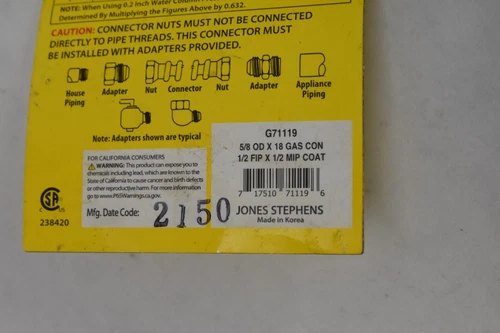 NOTE: When Using 0.2 inch Water Column
Determined By Multiplying the Figures Above by 0.632.
CAUTION: CONNECTOR NUTS MUST NOT BE CONNECTED
DIRECTLY TO PIPE THREADS. THIS CONNECTOR MUST
BE INSTALLED WITH ADAPTERS PROVIDED.
House
Piping
Adapter
Nut
Connector
Nut
Adapter
Appliance
Piping
Note: Adapters shown are typical
FOR CALIFORNIA CONSUMERS
WARNING: This product can expose you to
chemicals including lead, which are known to the
State of California to cause cancer and birth defects
or other reproductive harm. For more information
go to www.P65Warnings.ca.gov.
Mfg. Date Code: 2150
SA
238420
G71119
5/8 OD X 18 GAS CON
1/2 FIP X 1/2 MIP COAT
7 17510 71119 6
JONES STEPHENS
Made in Korea